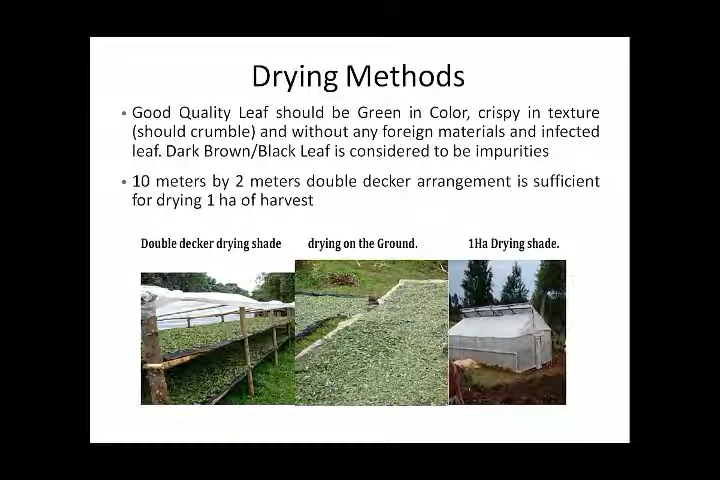 Drying Methods
• Good Quality Leaf should be Green in Color, crispy in texture
(should crumble) and without any foreign materials and infected
leaf. Dark Brown/Black Leaf is considered to be impurities
• 10 meters by 2 meters double decker arrangement is sufficient
for drying 1 ha of harvest
Double decker drying shade drying on the Ground. 1Ha Drying shade.